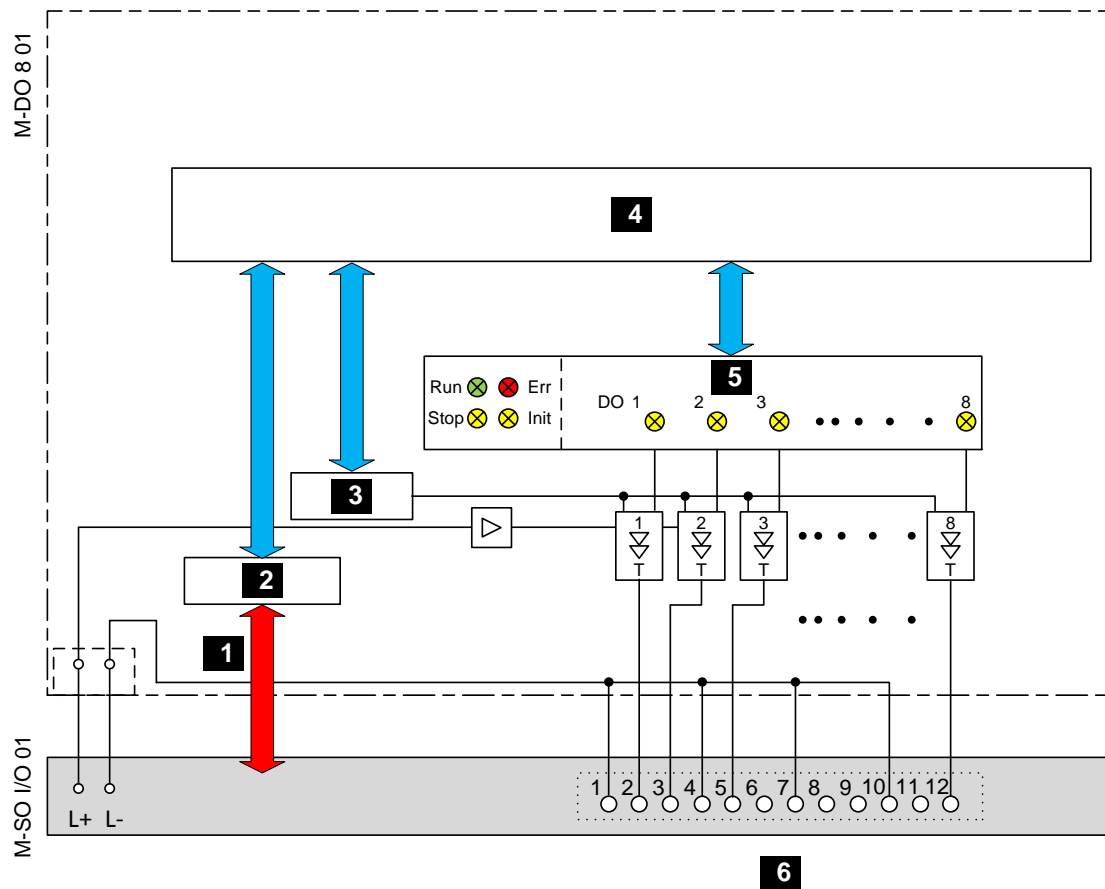 M-DO 8 01
4
5
Run Err
Stop Init
DO 1 2 3 8
3
1 2 3 8
T T T T
2
1
M-SO I/O 01
L+ L-
1 2 3 4 5 6 7 8 9 10 11 12
6